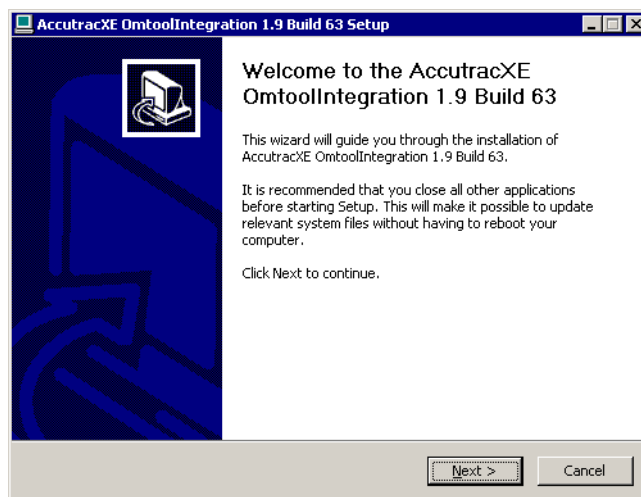 AccutracXE OmtoolIntegration 1.9 Build 63 Setup
Welcome to the AccutracXE
OmtoolIntegration 1.9 Build 63
This wizard will guide you through the installation of
AccutracXE OmtoolIntegration 1.9 Build 63.
It is recommended that you close all other applications
before starting Setup. This will make it possible to update
relevant system files without having to reboot your
computer.
Click Next to continue.
Next >
Cancel